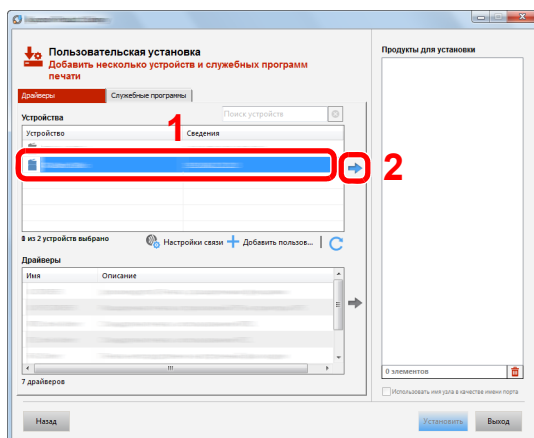 Пользовательская установка
Добавить несколько устройств и служебных программ
печати
Продукты для установки
Драйверы
Служебные программы
Устройства
Поиск устройств
1
Устройство
Сведения
2
0 из 2 устройств выбрано
Настройки связи
Добавить пользов...
Драйверы
Имя
Описание
7 драйверов
0 элементов
Использовать имя узла в качестве имени порта
Назад
Установить
Выход